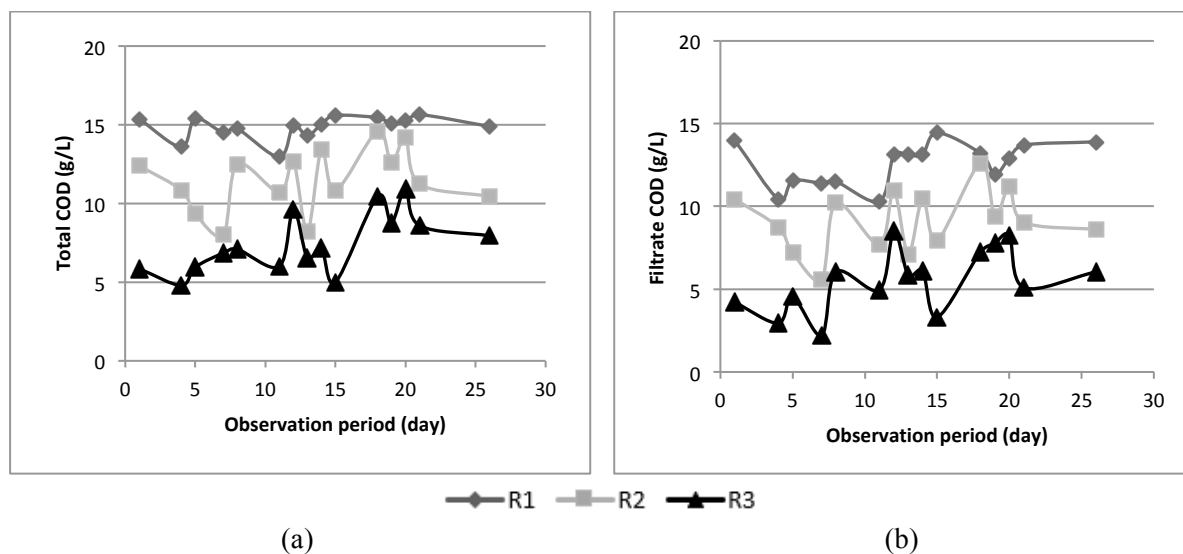 Total COD (g/L)
20
15
10
5
0
0 5 10 15 20 25 30
Observation period (day)
Filtrate COD (g/L)
20
15
10
5
0
0 5 10 15 20 25 30
Observation period (day)
R1 R2 R3
(a) (b)